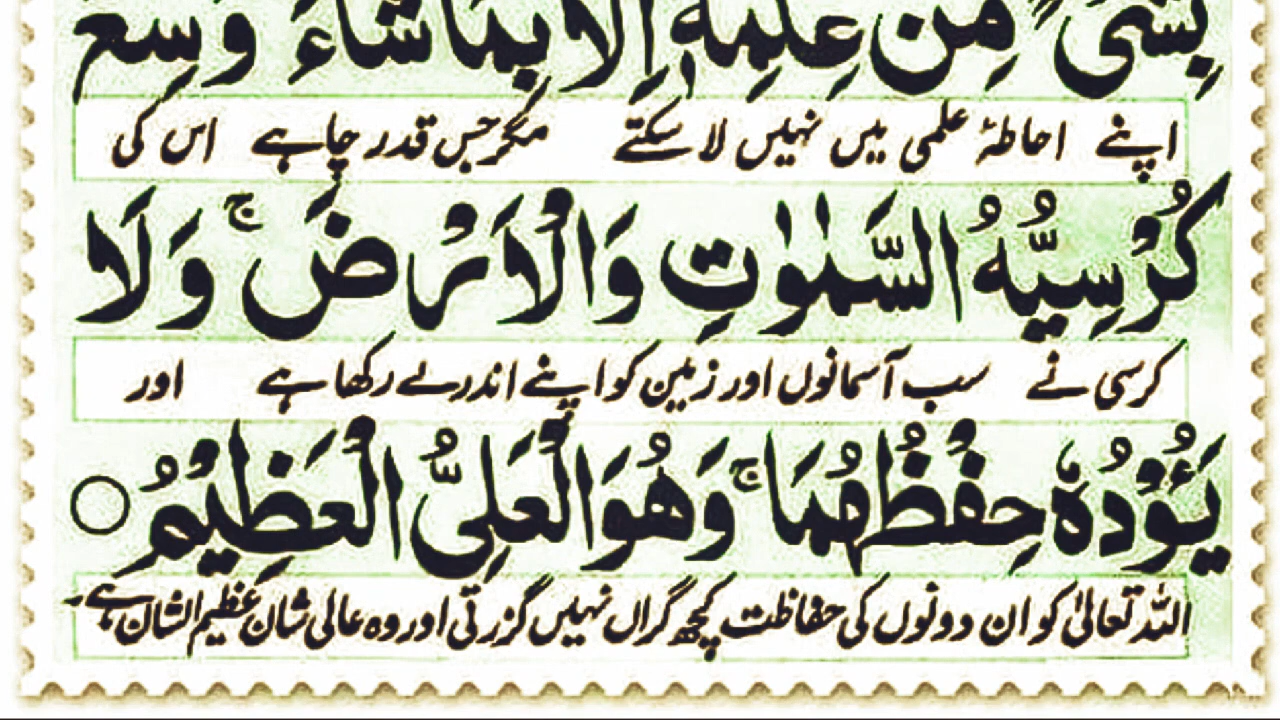 بِشَیْءٍ مِّنْ عِلْمِهٖۤ اِلَّا بِمَا شَآءَ وَسِعَ
اپنے احاطۂ علمی میں نہیں لا سکتے مگر جس قدر چاہے اس کی
كُرْسِیُّهُ السَّمٰوٰتِ وَالْاَرْضَ ۚ وَلَا
کرسی نے سب آسمانوں اور زمین کو اپنے اندر لے رکھا ہے اور
یَـُٔوْدُهٗ حِفْظُهُمَا ۚ وَهُوَ الْعَلِیُّ الْعَظِیْمُ ○
اللہ تعالیٰ کو ان دونوں کی حفاظت کچھ گراں نہیں گزرتی اور وہ عالی شان عظیم الشان ہے۔